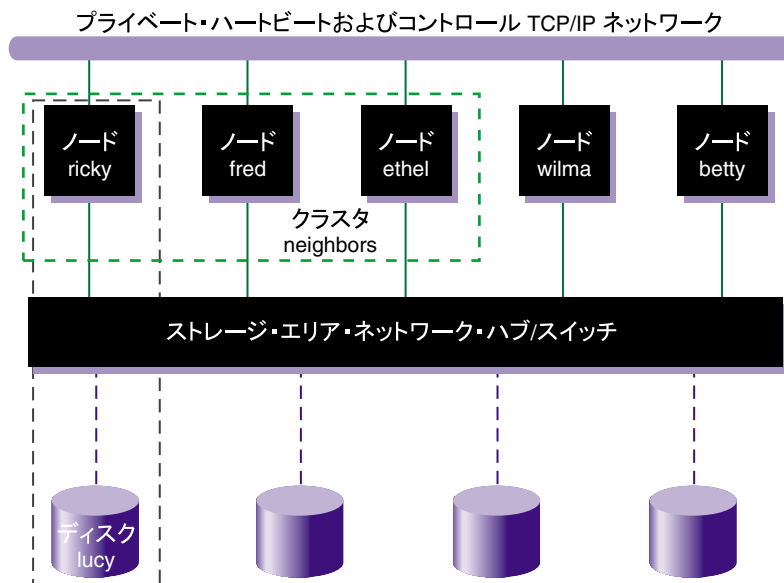 プライベート・ハートビートおよびコントロール TCP/IP ネットワーク
ノード
ricky
ノード
fred
ノード
ethel
ノード
wilma
ノード
betty
クラスタ
neighbors
ストレージ・エリア・ネットワーク・ハブ/スイッチ
ディスク
lucy